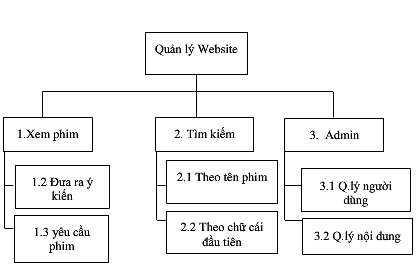 Quản lý Website
1.Xem phim
2. Tìm kiếm
3. Admin
1.2 Đưa ra ý
kiến
1.3 yêu cầu
phim
2.1 Theo tên phim
2.2 Theo chữ cái
đầu tiên
3.1 Q.lý người
dùng
3.2 Q.lý nội dung